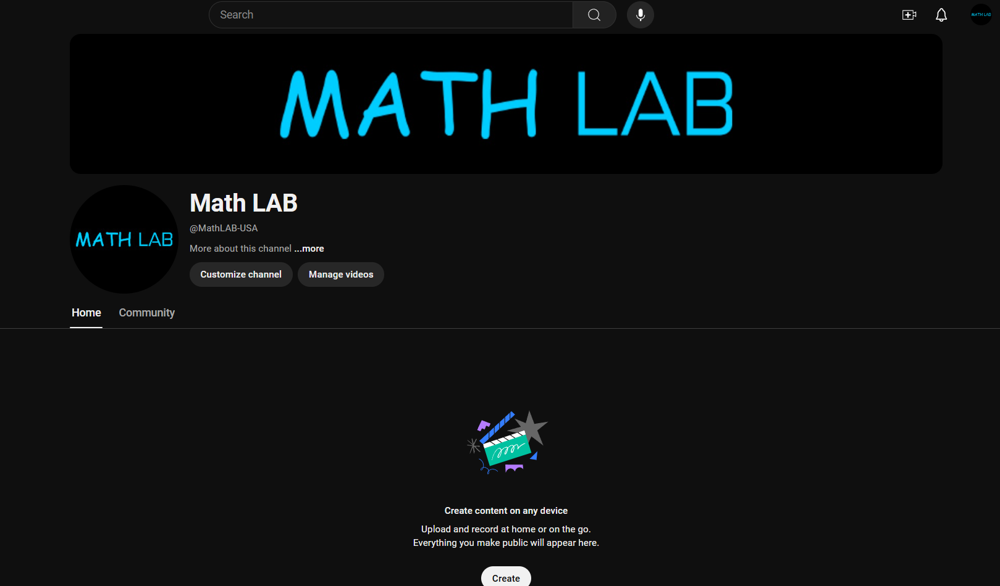 Search
MATH LAB
MATH LAB
MATH LAB
Math LAB
@MathLAB-USA
More about this channel ...more
Customize channel
Manage videos
Home
Community
Create content on any device
Upload and record at home or on the go.
Everything you make public will appear here.
Create